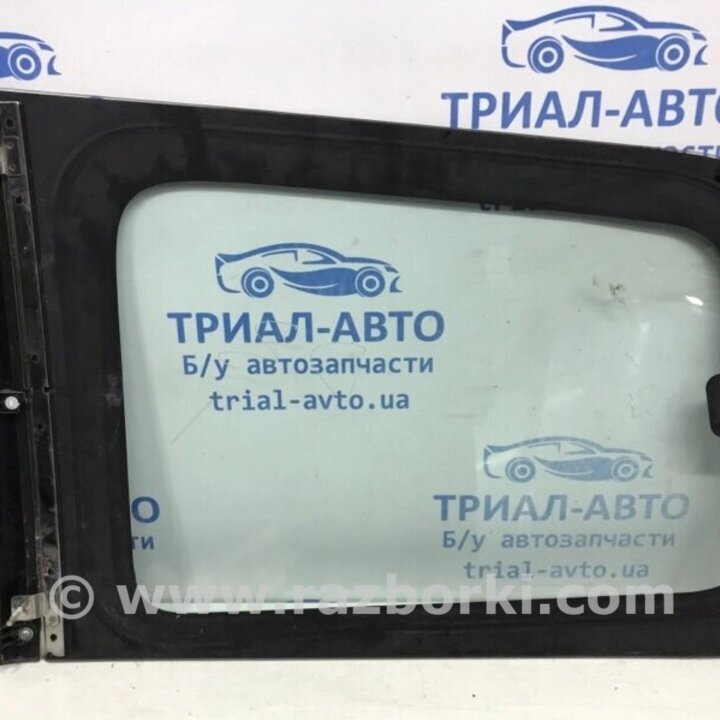 ТРИАЛ-АВТО
ТРИАЛ-АВТО
Б/у автозапчасти
trial-avto.ua
ТРИАЛ-АВТО
Б/у автозапчасти
trial-avto.ua
© www.razborki.com